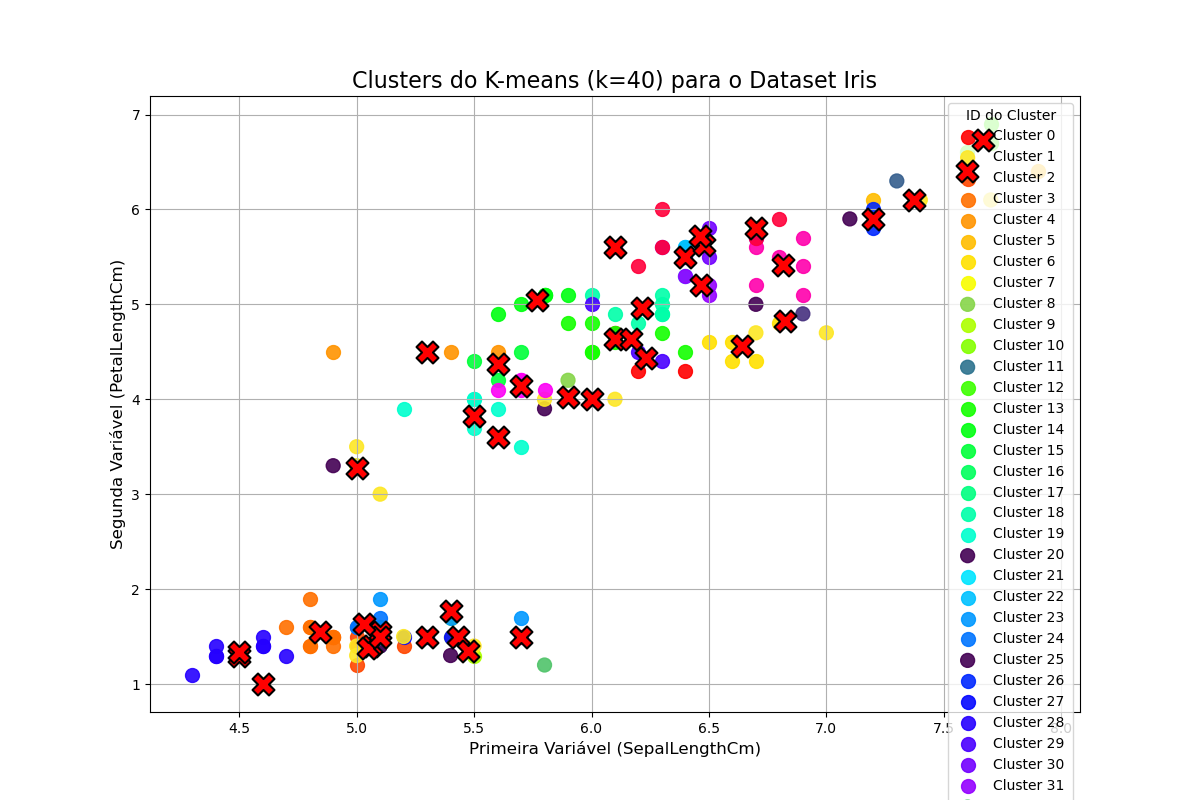 Clusters do K-means (k=40) para o Dataset Iris
7
6
5
4
3
2
1
Segunda Variável (PetalLengthCm)
4.5
5.0
5.5
6.0
6.5
7.0
7.5
8.0
Primeira Variável (SepalLengthCm)
ID do Cluster
Cluster 0
Cluster 1
Cluster 2
Cluster 3
Cluster 4
Cluster 5
Cluster 6
Cluster 7
Cluster 8
Cluster 9
Cluster 10
Cluster 11
Cluster 12
Cluster 13
Cluster 14
Cluster 15
Cluster 16
Cluster 17
Cluster 18
Cluster 19
Cluster 20
Cluster 21
Cluster 22
Cluster 23
Cluster 24
Cluster 25
Cluster 26
Cluster 27
Cluster 28
Cluster 29
Cluster 30
Cluster 31